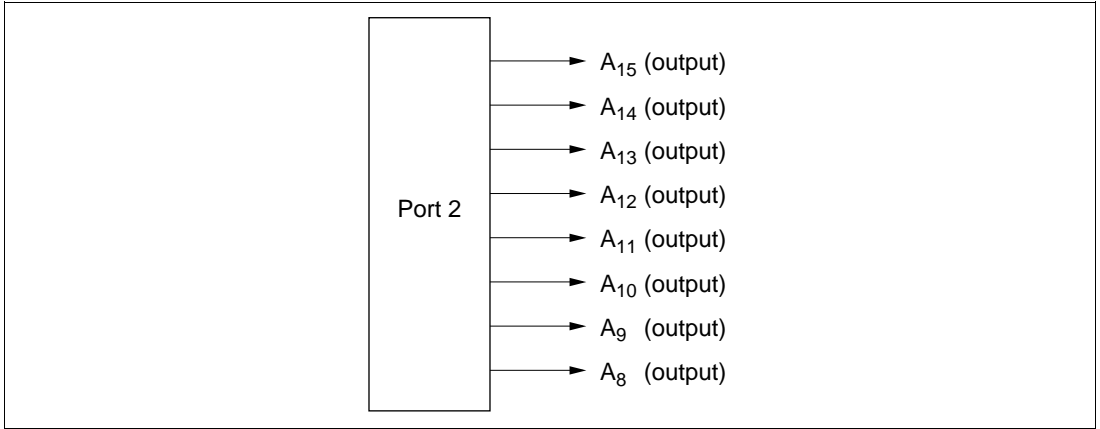 A15 (output)
A14 (output)
A13 (output)
A12 (output)
Port 2
A11 (output)
A10 (output)
A9 (output)
A8 (output)